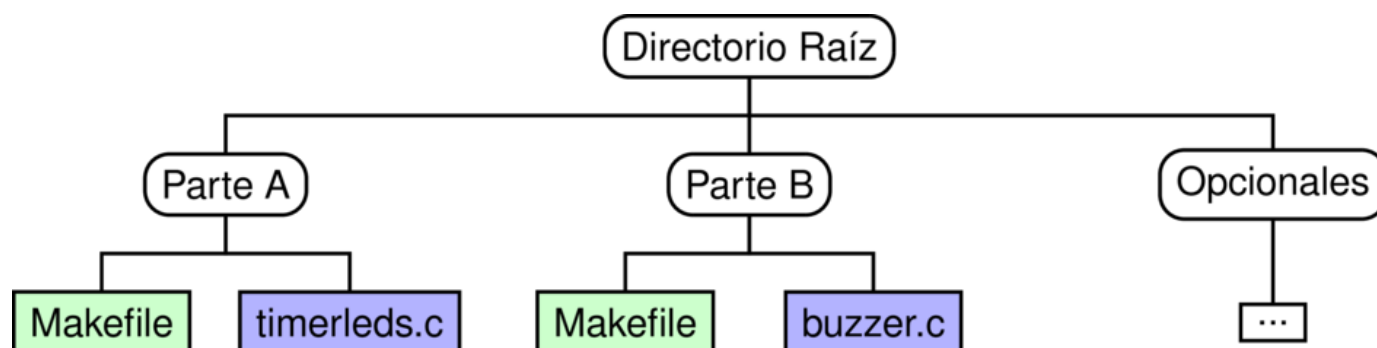 Directorio Raíz
Parte A
Parte B
Opcionales
Makefile
timerleds.c
Makefile
buzzer.c
...